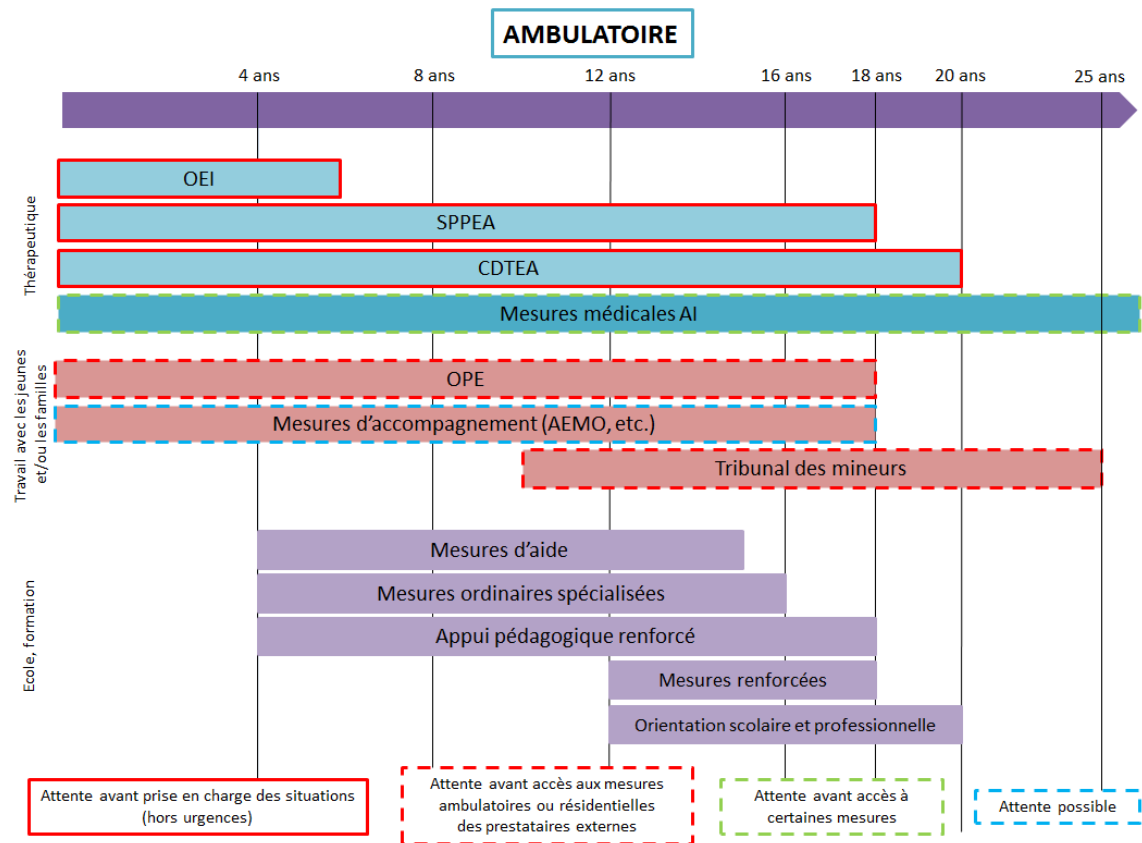 AMBULATOIRE
4 ans 8 ans 12 ans 16 ans 18 ans 20 ans 25 ans
Thérapeutique
OEI
SPPEA
CDTEA
Mesures médicales AI
Travail avec les jeunes
et/ou les familles
OPE
Mesures d’accompagnement (AEMO, etc.)
Tribunal des mineurs
Ecole, formation
Mesures d’aide
Mesures ordinaires spécialisées
Appui pédagogique renforcé
Mesures renforcées
Orientation scolaire et professionnelle
Attente avant prise en charge des situations
(hors urgences)
Attente avant accès aux mesures
ambulatoires ou résidentielles
des prestataires externes
Attente avant accès à
certaines mesures
Attente possible